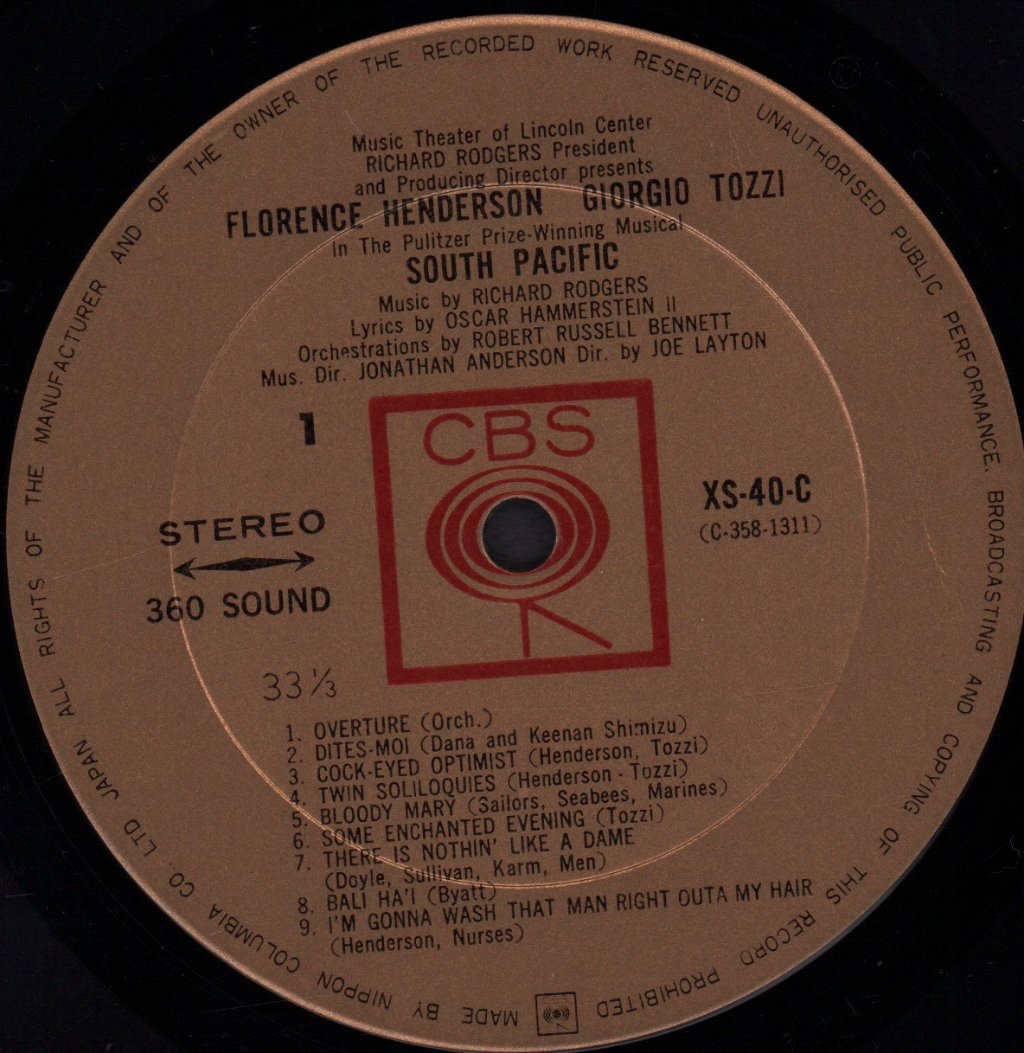 ALL RIGHTS OF THE MANUFACTURER AND OF THE OWNER OF THE RECORDED WORK RESERVED UNAUTHORISED PUBLIC PERFORMANCE, BROADCASTING AND COPYING OF THIS RECORD PROHIBITED
MADE BY NIPPON COLUMBIA CO., LTD JAPAN
Music Theater of Lincoln Center
RICHARD RODGERS President
and Producing Director presents
FLORENCE HENDERSON GIORGIO TOZZI
In The Pulitzer Prize-Winning Musical
SOUTH PACIFIC
Music by RICHARD RODGERS
Lyrics by OSCAR HAMMERSTEIN II
Orchestrations by ROBERT RUSSELL BENNETT
Mus. Dir. JONATHAN ANDERSON Dir. by JOE LAYTON
1
CBS
STEREO
360 SOUND
XS-40-C
(C-358-1311)
33 ⅓
1. OVERTURE (Orch.)
2. DITES-MOI (Dana and Keenan Shimizu)
3. COCK-EYED OPTIMIST (Henderson, Tozzi)
4. TWIN SOLILOQUIES (Henderson - Tozzi)
5. BLOODY MARY (Sailors, Seabees, Marines)
6. SOME ENCHANTED EVENING (Tozzi)
7. THERE IS NOTHIN' LIKE A DAME
(Doyle, Sullivan, Karm, Men)
8. BALI HA'I (Byatt)
9. I'M GONNA WASH THAT MAN RIGHT OUTA MY HAIR
(Henderson, Nurses)